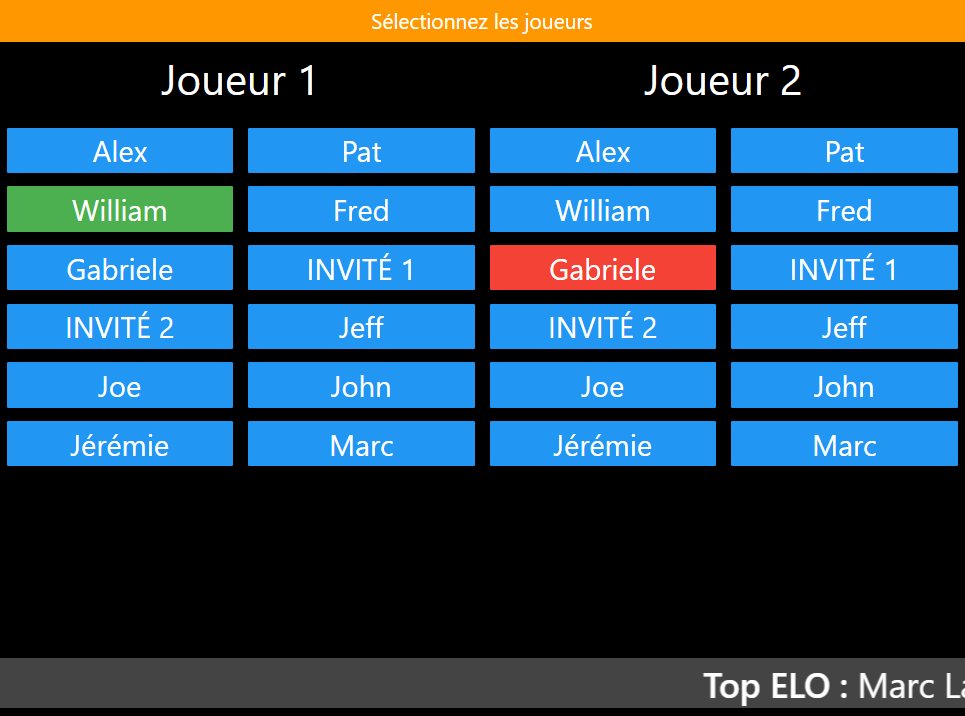 Sélectionnez les joueurs
Joueur 1
Joueur 2
Alex
Pat
Alex
Pat
William
Fred
William
Fred
Gabriele
INVITÉ 1
Gabriele
INVITÉ 1
INVITÉ 2
Jeff
INVITÉ 2
Jeff
Joe
John
Joe
John
Jérémie
Marc
Jérémie
Marc
Top ELO : Marc